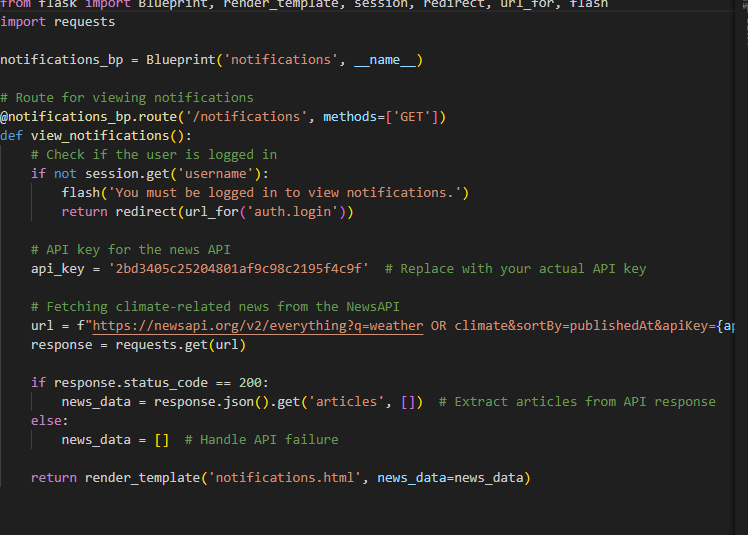 from flask import Blueprint, render_template, session, redirect, url_for, flash
import requests

notifications_bp = Blueprint('notifications', __name__)

# Route for viewing notifications
@notifications_bp.route('/notifications', methods=['GET'])
def view_notifications():
    # Check if the user is logged in
    if not session.get('username'):
        flash('You must be logged in to view notifications.')
        return redirect(url_for('auth.login'))

    # API key for the news API
    api_key = '2bd3405c25204801af9c98c2195f4c9f'  # Replace with your actual API key

    # Fetching climate-related news from the NewsAPI
    url = f"https://newsapi.org/v2/everything?q=weather OR climate&sortBy=publishedAt&apiKey={ap
    response = requests.get(url)

    if response.status_code == 200:
        news_data = response.json().get('articles', [])  # Extract articles from API response
    else:
        news_data = []  # Handle API failure

    return render_template('notifications.html', news_data=news_data)